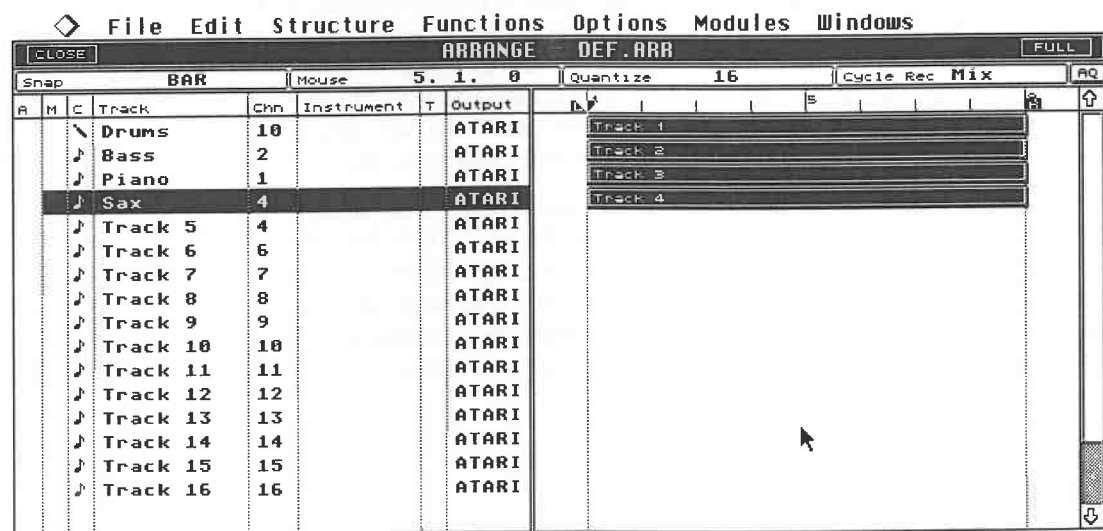 File Edit Structure Functions Options Modules Windows
CLOSE ARRANGE - DEF.ARR FULL
Snap BAR Mouse 5. 1. 0 Quantize 16 Cycle Rec Mix AQ
A M C Track Chn Instrument T Output 1 5
Drums 10 ATARI Track 1
Bass 2 ATARI Track 2
Piano 1 ATARI Track 3
Sax 4 ATARI Track 4
Track 5 4 ATARI
Track 6 6 ATARI
Track 7 7 ATARI
Track 8 8 ATARI
Track 9 9 ATARI
Track 10 10 ATARI
Track 11 11 ATARI
Track 12 12 ATARI
Track 13 13 ATARI
Track 14 14 ATARI
Track 15 15 ATARI
Track 16 16 ATARI